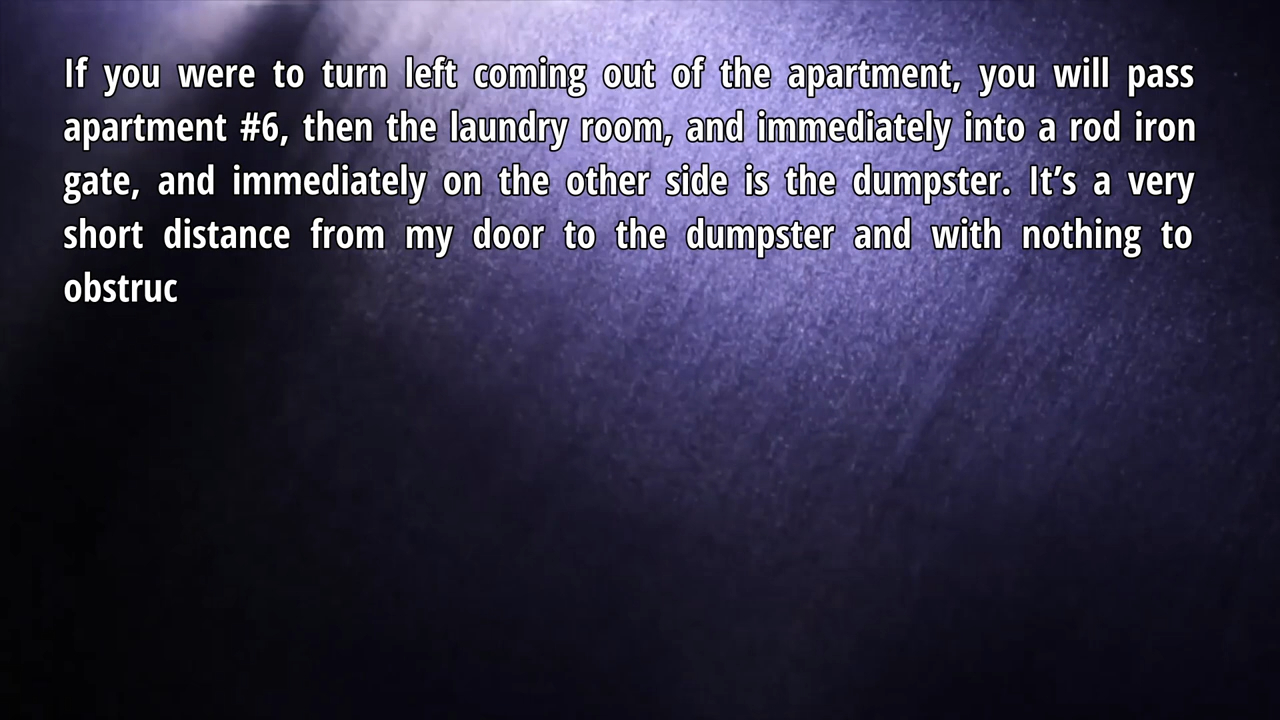 If you were to turn left coming out of the apartment, you will pass
apartment #6, then the laundry room, and immediately into a rod iron
gate, and immediately on the other side is the dumpster. It’s a very
short distance from my door to the dumpster and with nothing to
obstruc